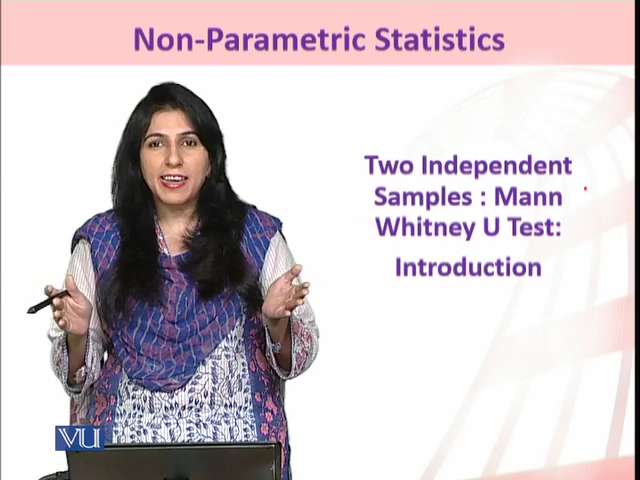 Non-Parametric Statistics
Two Independent
Samples : Mann
Whitney U Test:
Introduction
VU